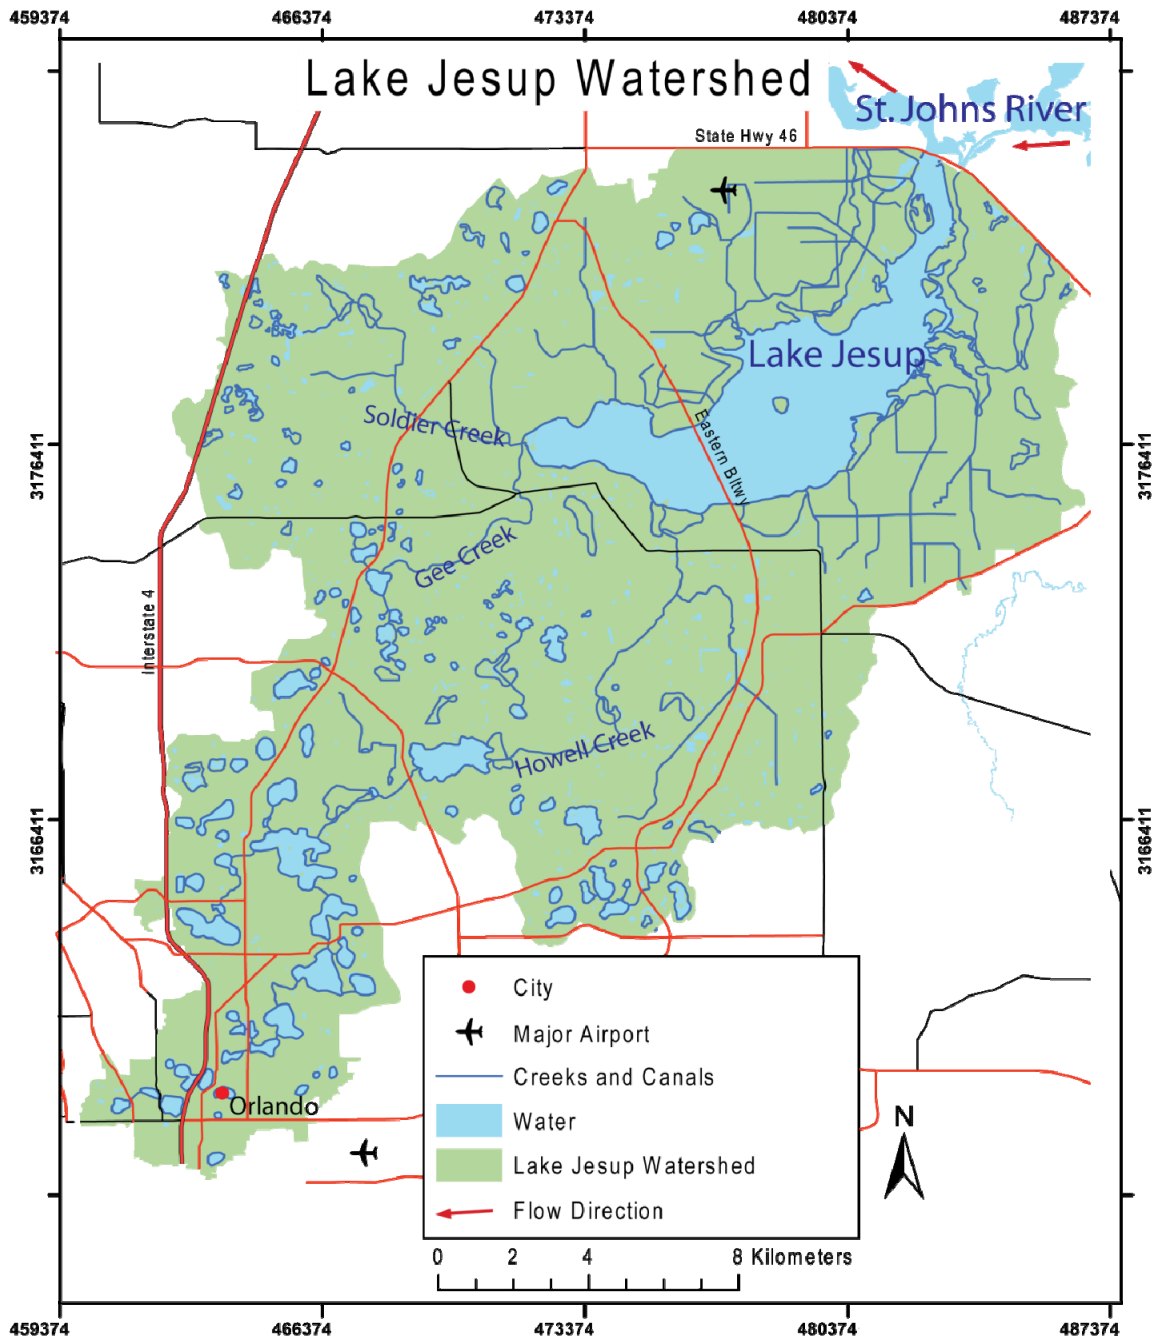 459374 466374 473374 480374 487374
Lake Jesup Watershed
St. Johns River
State Hwy 46
Lake Jesup
Soldier Creek
Eastern Bltwy
3176411 3176411
Gee Creek
Interstate 4
Howell Creek
3166411 3166411
City
Major Airport
Creeks and Canals
Orlando
Water
N
Lake Jesup Watershed
Flow Direction
0 2 4 8 Kilometers
459374 466374 473374 480374 487374